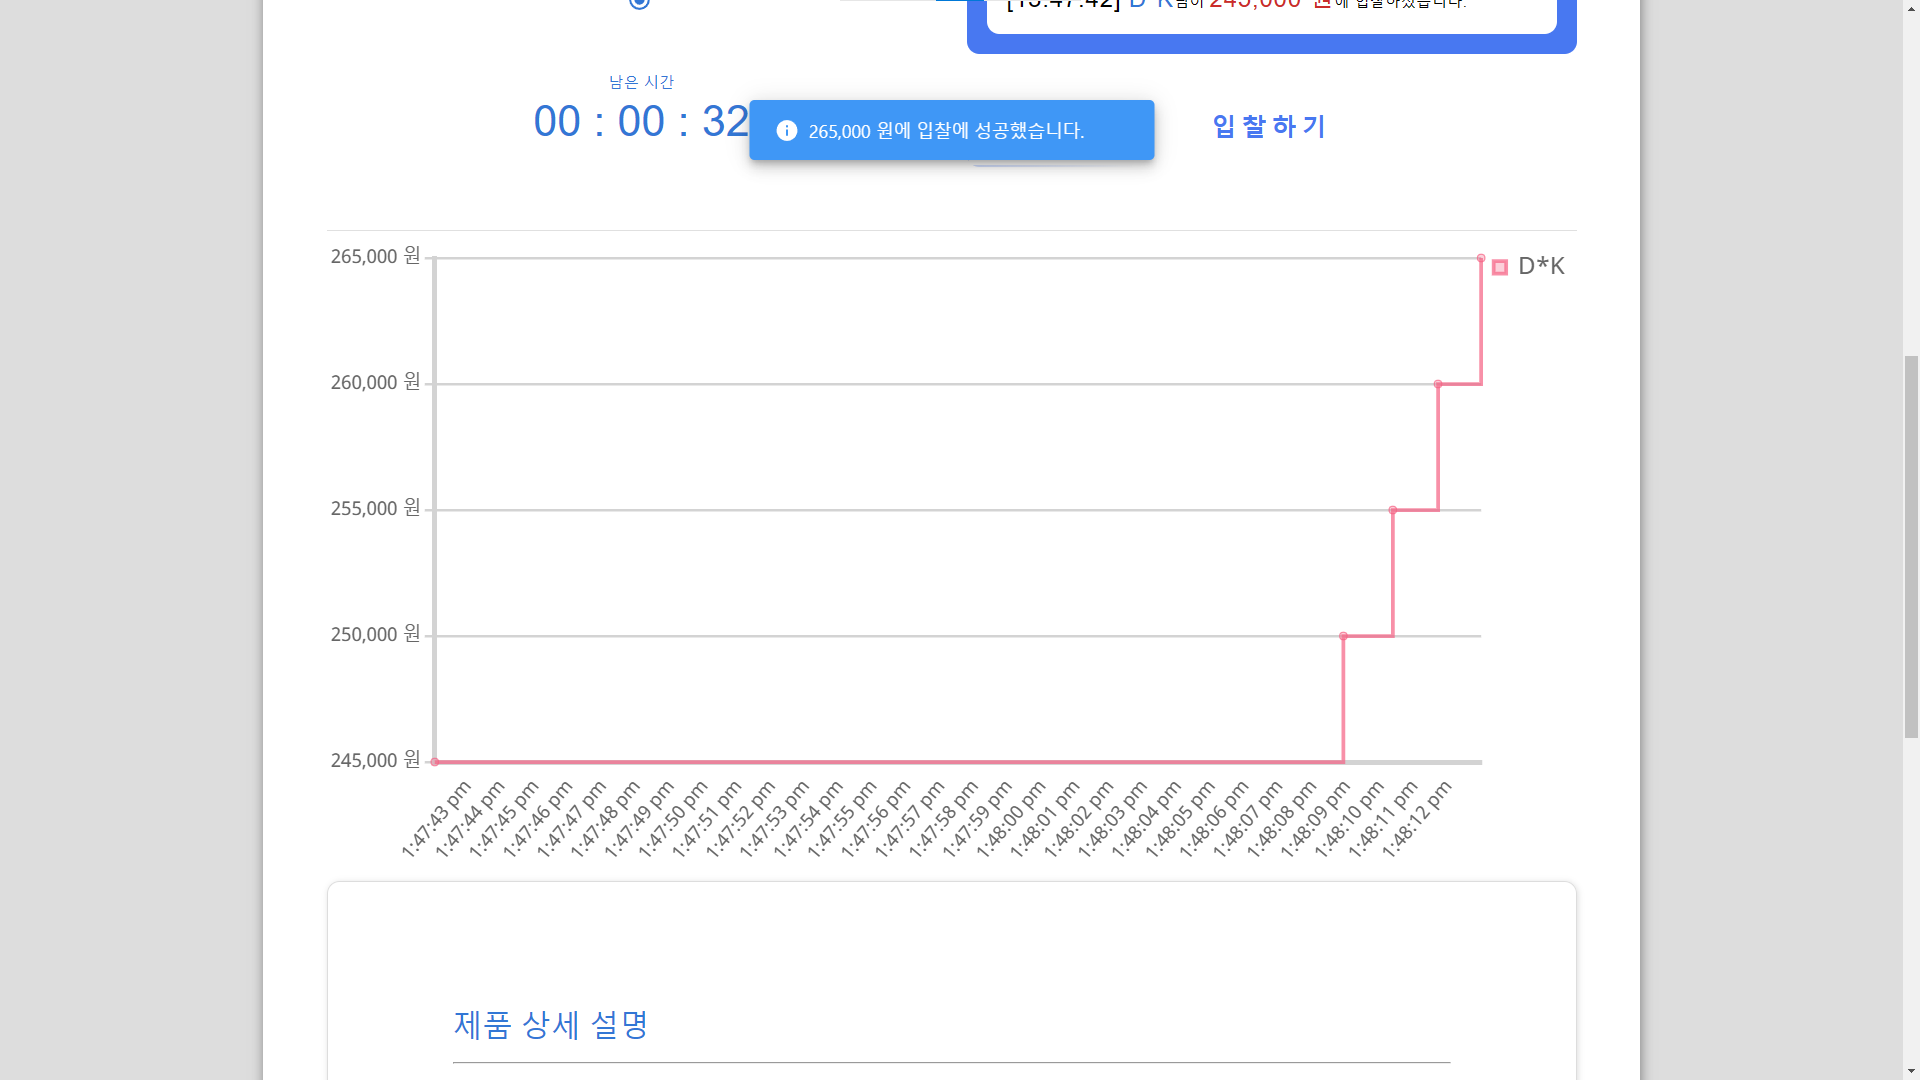 [13:47:42] D*K님이 245,000 원에 입찰하셨습니다.
남은 시간
00 : 00 : 32
265,000 원에 입찰에 성공했습니다.
입찰하기
265,000 원
D*K
260,000 원
255,000 원
250,000 원
245,000 원
1:47:43 pm
1:47:44 pm
1:47:45 pm
1:47:46 pm
1:47:47 pm
1:47:48 pm
1:47:49 pm
1:47:50 pm
1:47:51 pm
1:47:52 pm
1:47:53 pm
1:47:54 pm
1:47:55 pm
1:47:56 pm
1:47:57 pm
1:47:58 pm
1:47:59 pm
1:48:00 pm
1:48:01 pm
1:48:02 pm
1:48:03 pm
1:48:04 pm
1:48:05 pm
1:48:06 pm
1:48:07 pm
1:48:08 pm
1:48:09 pm
1:48:10 pm
1:48:11 pm
1:48:12 pm
제품 상세 설명